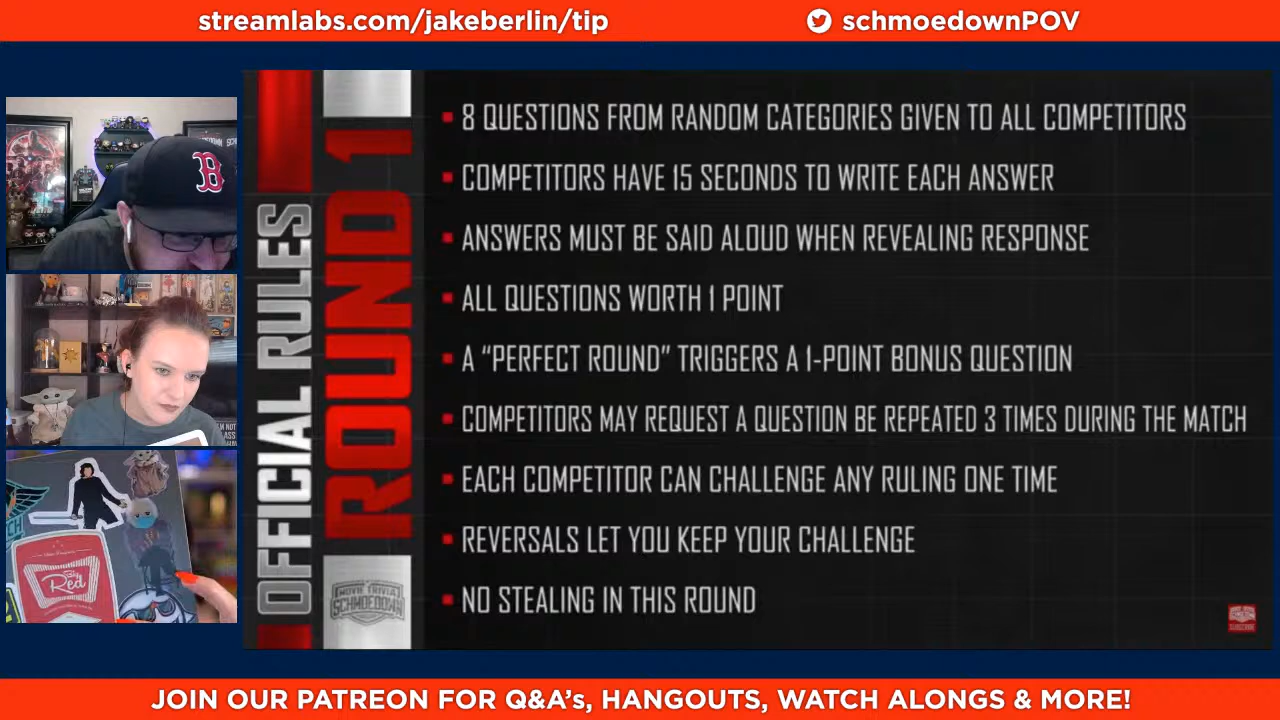 streamlabs.com/jakeberlin/tip
schmoedownPOV
OFFICIAL RULES
ROUND 1
MOVIE TRIVIA
SCHMOEDOWN
8 QUESTIONS FROM RANDOM CATEGORIES GIVEN TO ALL COMPETITORS
COMPETITORS HAVE 15 SECONDS TO WRITE EACH ANSWER
ANSWERS MUST BE SAID ALOUD WHEN REVEALING RESPONSE
ALL QUESTIONS WORTH 1 POINT
A “PERFECT ROUND” TRIGGERS A 1-POINT BONUS QUESTION
COMPETITORS MAY REQUEST A QUESTION BE REPEATED 3 TIMES DURING THE MATCH
EACH COMPETITOR CAN CHALLENGE ANY RULING ONE TIME
REVERSALS LET YOU KEEP YOUR CHALLENGE
NO STEALING IN THIS ROUND
SUBSCRIBE
B
Red
JOIN OUR PATREON FOR Q&A’s, HANGOUTS, WATCH ALONGS & MORE!